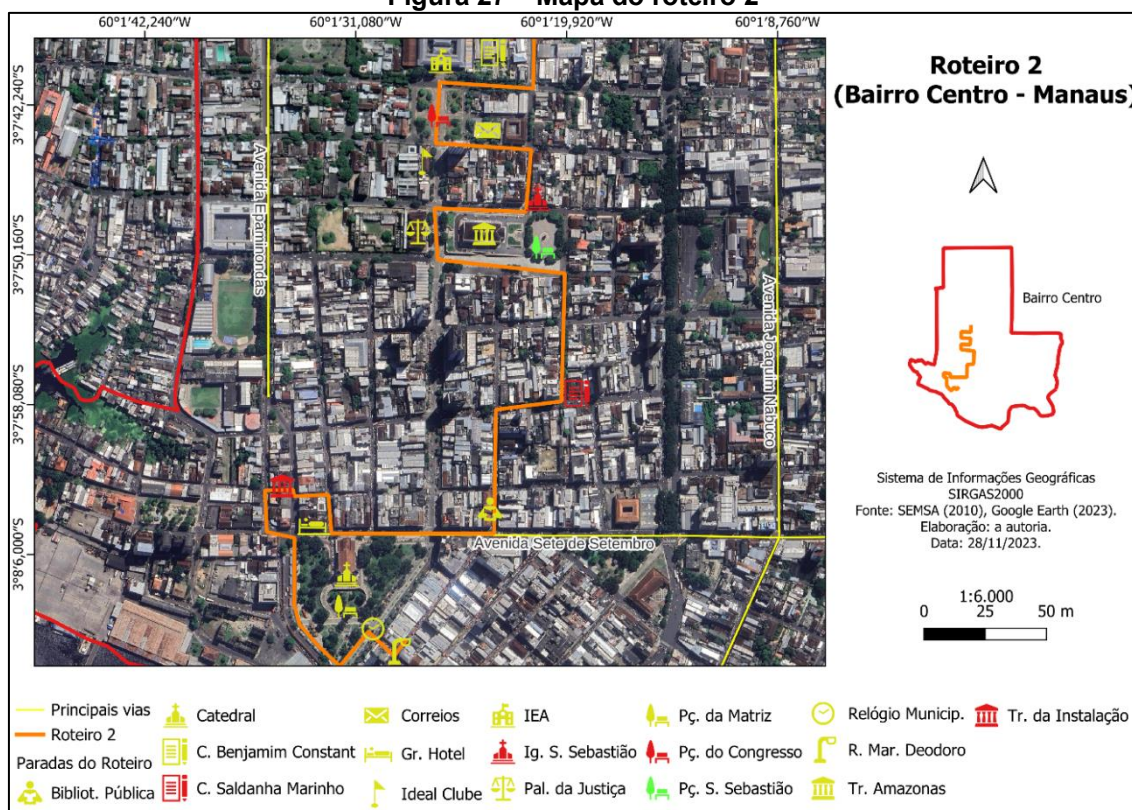 Figura 27 – Mapa do roteiro 2
60°1'42,240"O
60°1'31,080"O
60°1'19,920"O
60°1'8,760"O
3°7'42,240"S
3°7'50,160"S
3°7'58,080"S
3°8'6,000"S
Avenida Epaminondas
Avenida Joaquim Nabuco
Avenida Sete de Setembro
Roteiro 2
(Bairro Centro - Manaus)
Bairro Centro
Sistema de Informações Geográficas
SIRGAS2000
Fonte: SEMSA (2010), Google Earth (2023).
Elaboração: a autoria.
Data: 28/11/2023.
1:6.000
0 25 50 m
Principais vias
Roteiro 2
Paradas do Roteiro
Bibliot. Pública
Catedral
C. Benjamim Constant
C. Saldanha Marinho
Correios
Gr. Hotel
Ideal Clube
IEA
Ig. S. Sebastião
Pal. da Justiça
Pç. da Matriz
Pç. do Congresso
Pç. S. Sebastião
Relógio Municip.
R. Mar. Deodoro
Tr. Amazonas
Tr. da Instalação